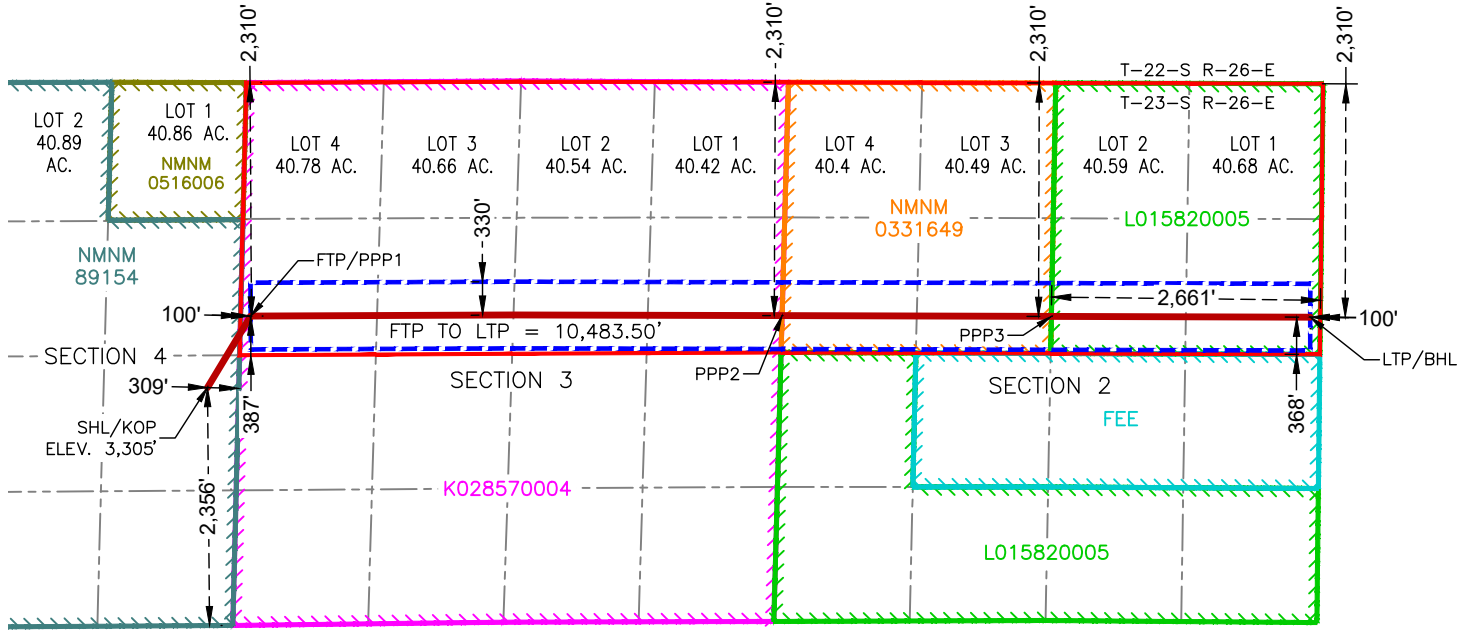 2,310'
2,310'
2,310'
2,310'
T-22-S R-26-E
T-23-S R-26-E
LOT 2
40.89
AC.
LOT 1
40.86 AC.
NMNM
0516006
LOT 4
40.78 AC.
LOT 3
40.66 AC.
LOT 2
40.54 AC.
LOT 1
40.42 AC.
LOT 4
40.4 AC.
LOT 3
40.49 AC.
LOT 2
40.59 AC.
LOT 1
40.68 AC.
330'
NMNM
0331649
L015820005
NMNM
89154
FTP/PPP1
2,661'
100'
FTP TO LTP = 10,483.50'
PPP3
100'
SECTION 4
SECTION 3
PPP2
SECTION 2
LTP/BHL
309'
387'
368'
SHL/KOP
ELEV. 3,305'
FEE
2,356'
K028570004
L015820005